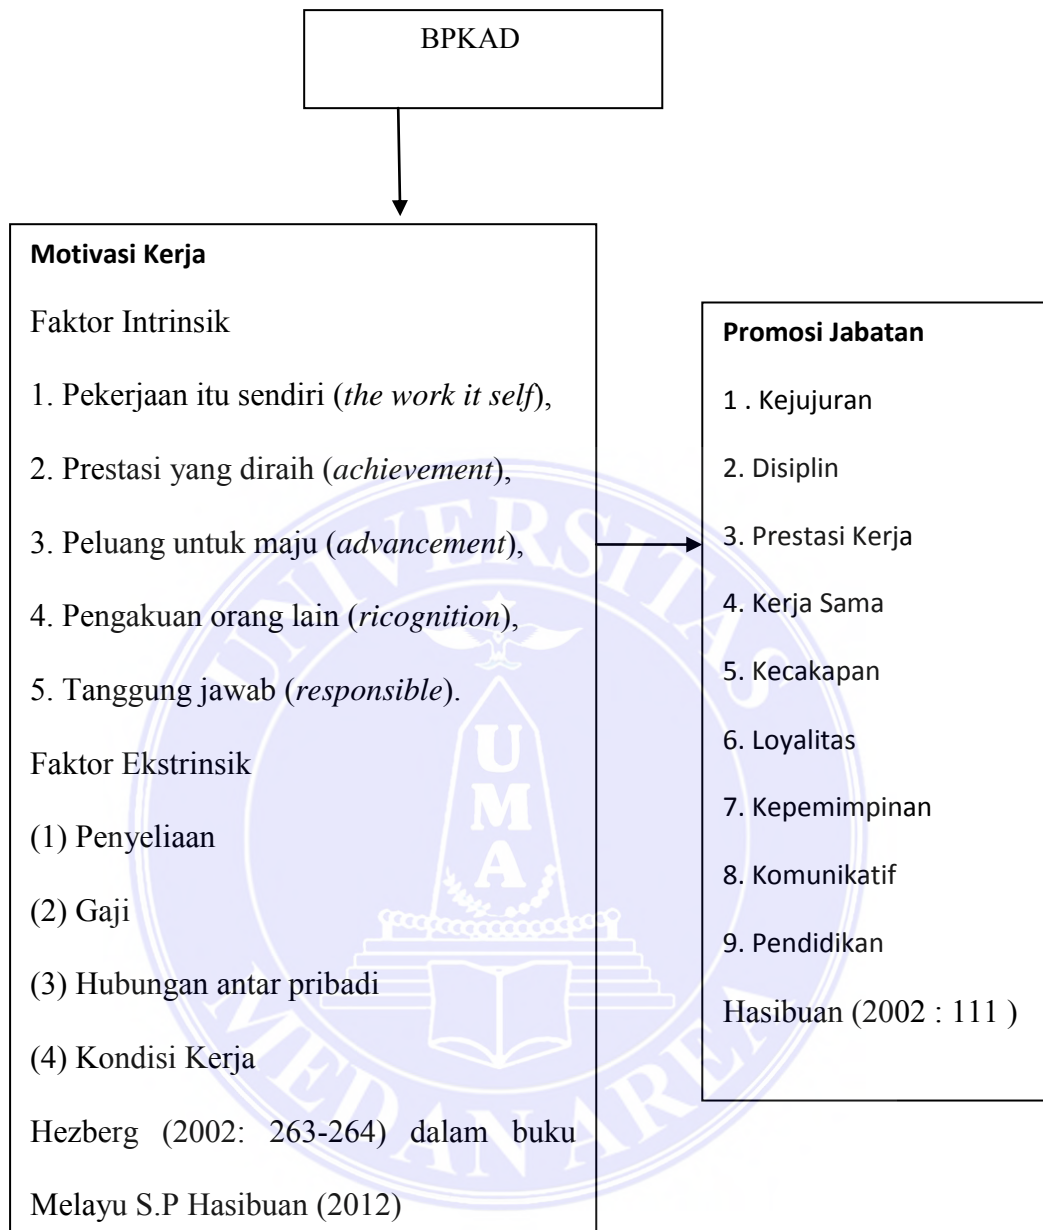 BPKAD
Motivasi Kerja
Faktor Intrinsik
1. Pekerjaan itu sendiri (the work it self),
2. Prestasi yang diraih (achievement),
3. Peluang untuk maju (advancement),
4. Pengakuan orang lain (ricognition),
5. Tanggung jawab (responsible).
Faktor Ekstrinsik
(1) Penyeliaan
(2) Gaji
(3) Hubungan antar pribadi
(4) Kondisi Kerja
Hezberg (2002: 263-264) dalam buku
Melayu S.P Hasibuan (2012)
Promosi Jabatan
1 . Kejujuran
2. Disiplin
3. Prestasi Kerja
4. Kerja Sama
5. Kecakapan
6. Loyalitas
7. Kepemimpinan
8. Komunikatif
9. Pendidikan
Hasibuan (2002 : 111 )
UNIVERSITAS
MEDAN AREA
UMA